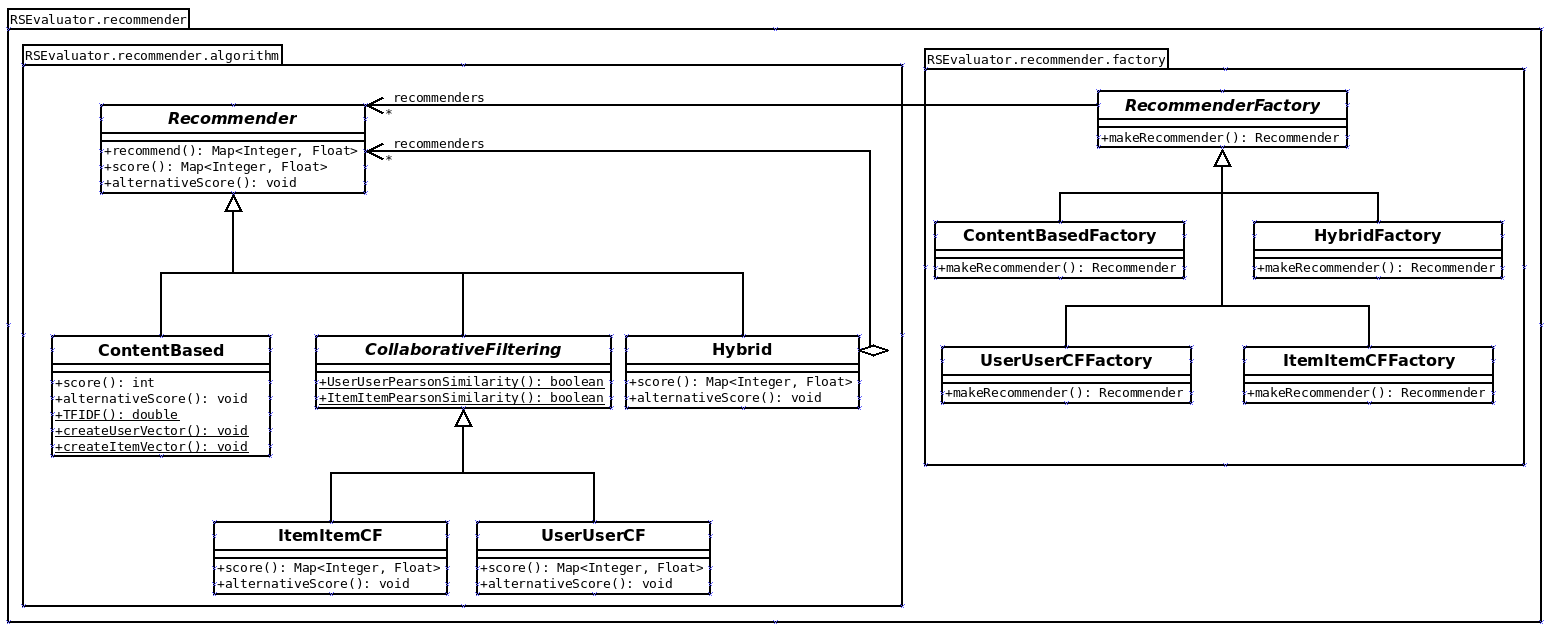 RSEvaluator.recommender
RSEvaluator.recommender.algorithm
recommenders
*
Recommender
+recommend(): Map<Integer, Float>
+score(): Map<Integer, Float>
+alternativeScore(): void
recommenders
*
ContentBased
+score(): int
+alternativeScore(): void
+TFIDF(): double
+createUserVector(): void
+createItemVector(): void
CollaborativeFiltering
+UserUserPearsonSimilarity(): boolean
+ItemItemPearsonSimilarity(): boolean
Hybrid
+score(): Map<Integer, Float>
+alternativeScore(): void
ItemItemCF
+score(): Map<Integer, Float>
+alternativeScore(): void
UserUserCF
+score(): Map<Integer, Float>
+alternativeScore(): void
RSEvaluator.recommender.factory
RecommenderFactory
+makeRecommender(): Recommender
ContentBasedFactory
+makeRecommender(): Recommender
HybridFactory
+makeRecommender(): Recommender
UserUserCFFactory
+makeRecommender(): Recommender
ItemItemCFFactory
+makeRecommender(): Recommender